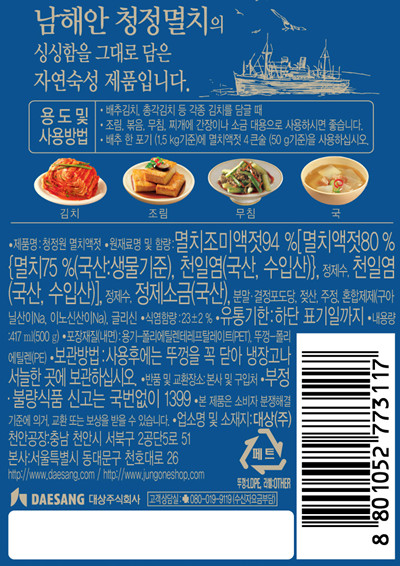 남해안 청정멸치의
싱싱함을 그대로 담은
자연숙성 제품입니다.
용도 및
사용방법
• 배추김치, 총각김치 등 각종 김치를 담글 때
• 조림, 볶음, 무침, 찌개에 간장이나 소금 대용으로 사용하시면 좋습니다.
• 배추 한 포기 (1.5 kg기준)에 멸치액젓 4큰술 (50 g기준)을 사용하십시오.
김치 조림 무침 국
•제품명: 청정원 멸치액젓 •원재료명 및 함량:멸치조미액젓94 %[멸치액젓80 %
{멸치75 %(국산:생물기준), 천일염(국산, 수입산)}, 정제수, 천일염
(국산, 수입산)], 정제수, 정제소금(국산), 분말·결정포도당, 젖산, 주정, 혼합제제(구아
닐산이Na, 이노신산이Na), 글리신 •식염함량:23±2 % •유통기한:하단 표기일까지 •내용량
:417 ml(500 g) •포장재질(내면):용기-폴리에틸렌테레프탈레이트(PET), 뚜껑-폴리
에틸렌(PE) •보관방법:사용후에는 뚜껑을 꼭 닫아 냉장고나
서늘한 곳에 보관하십시오. •반품 및 교환장소:본사 및 구입처 •부정
·불량식품 신고는 국번없이 1399 •본 제품은 소비자 분쟁해결
기준에 의거, 교환 또는 보상을 받을 수 있습니다. •업소명 및 소재지:대상(주)
천안공장:충남 천안시 서북구 2공단5로 51
본사:서울특별시 동대문구 천호대로 26
http://www.daesang.com / http://www.jungoneshop.com
DAESANG 대상주식회사 고객상담실: 080-019-9119 (수신자요금부담)
페트
뚜껑:LDPE, 라벨:OTHER
8 801052 773117